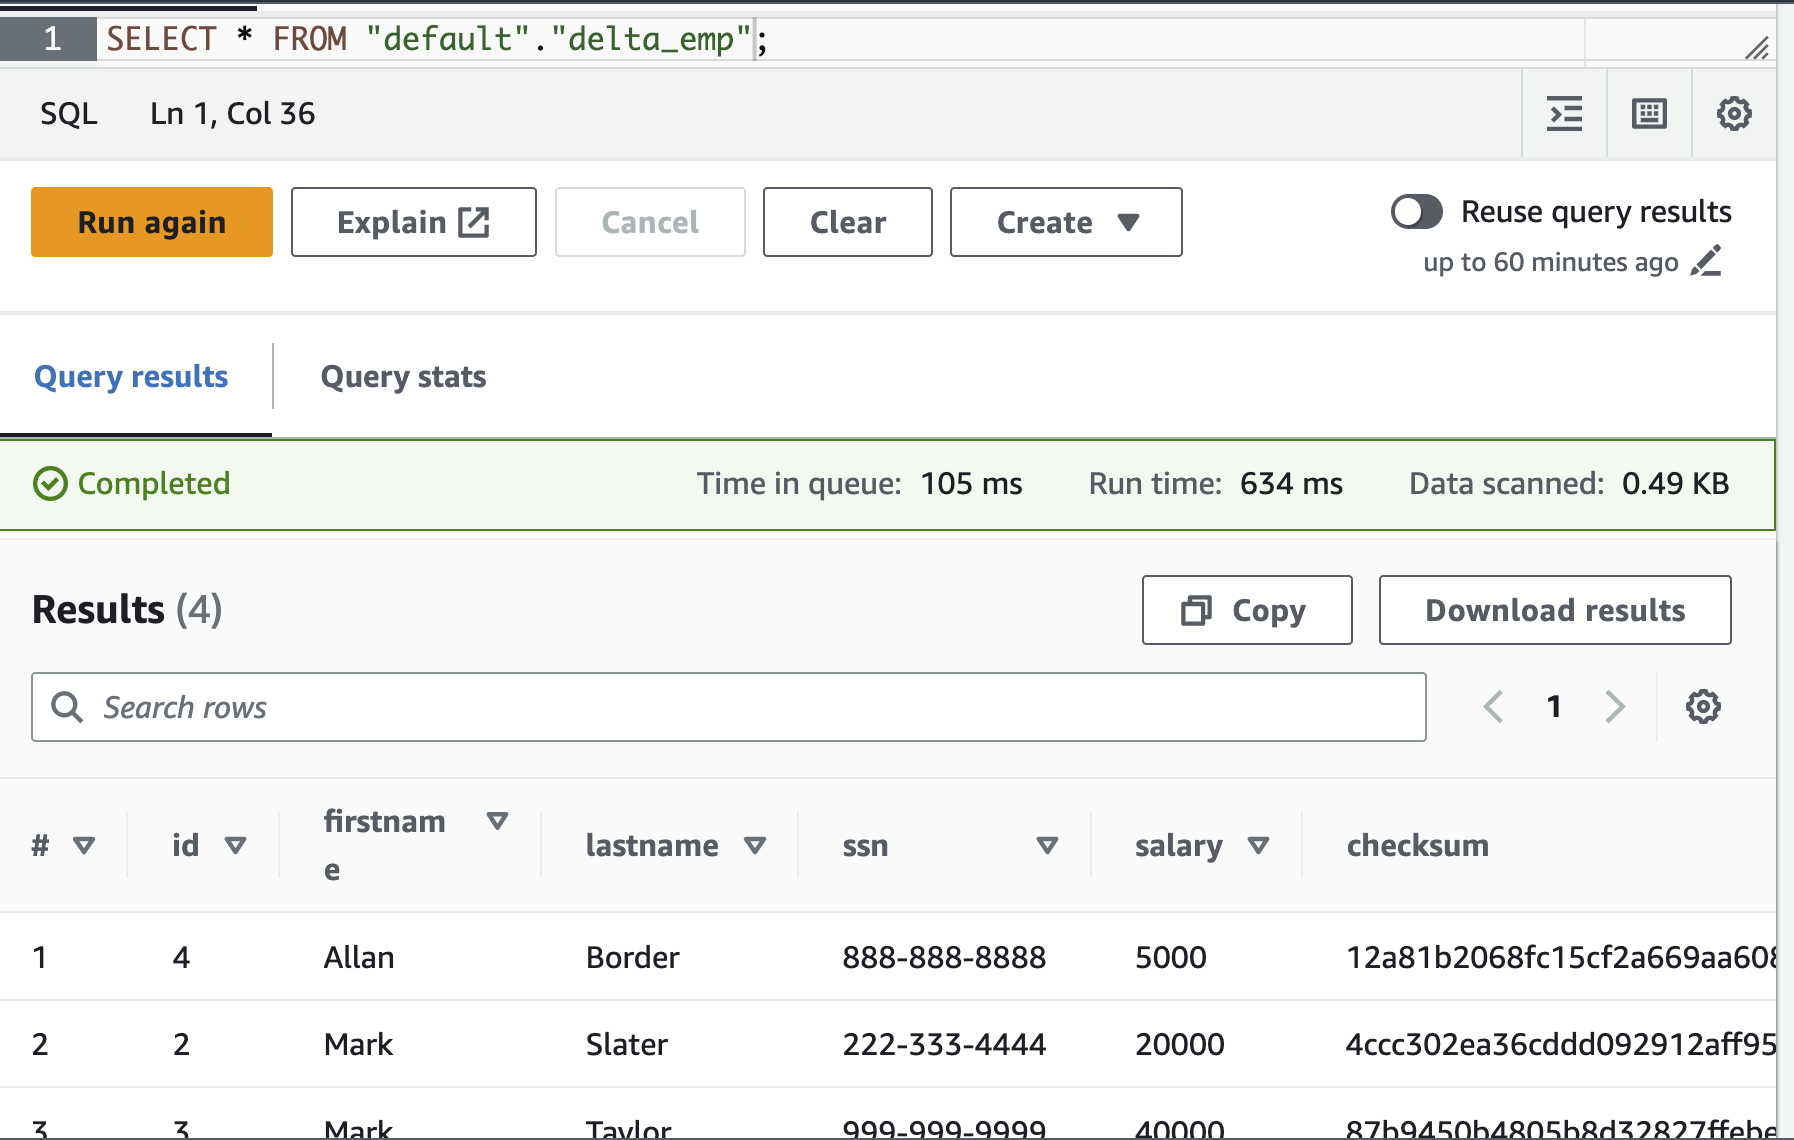 1 SELECT * FROM "default"."delta_emp";
SQL Ln 1, Col 36
Run again Explain Cancel Clear Create Reuse query results
up to 60 minutes ago
Query results Query stats
Completed Time in queue: 105 ms Run time: 634 ms Data scanned: 0.49 KB
Results (4) Copy Download results
Search rows 1
# id firstnam
e lastname ssn salary checksum
1 4 Allan Border 888-888-8888 5000 12a81b2068fc15cf2a669aa608
2 2 Mark Slater 222-333-4444 20000 4ccc302ea36cddd092912aff95
3 3 Mark Taylor 999-999-9999 40000 87b9450b4805b8d32827ffebe